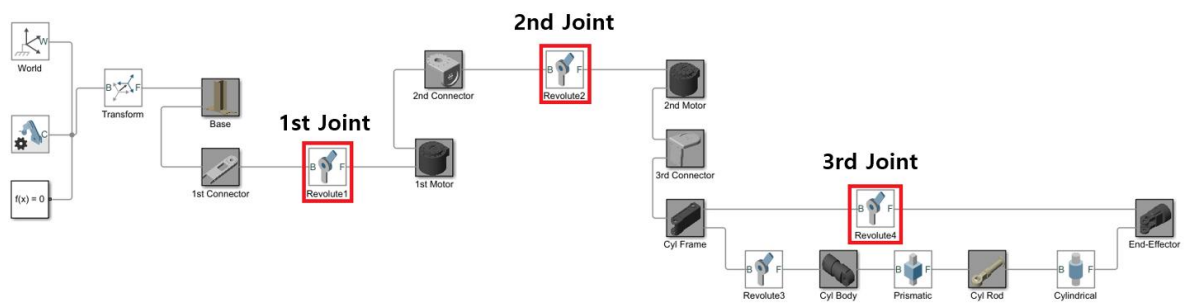 2nd Joint
W
World
B F
Transform
C
f(x) = 0
Base
1st Connector
1st Joint
B F
Revolute1
2nd Connector
1st Motor
B F
Revolute2
2nd Motor
3rd Connector
3rd Joint
B F
Revolute4
Cyl Frame
End-Effector
B F
Revolute3
Cyl Body
B F
Prismatic
Cyl Rod
B F
Cylindrical